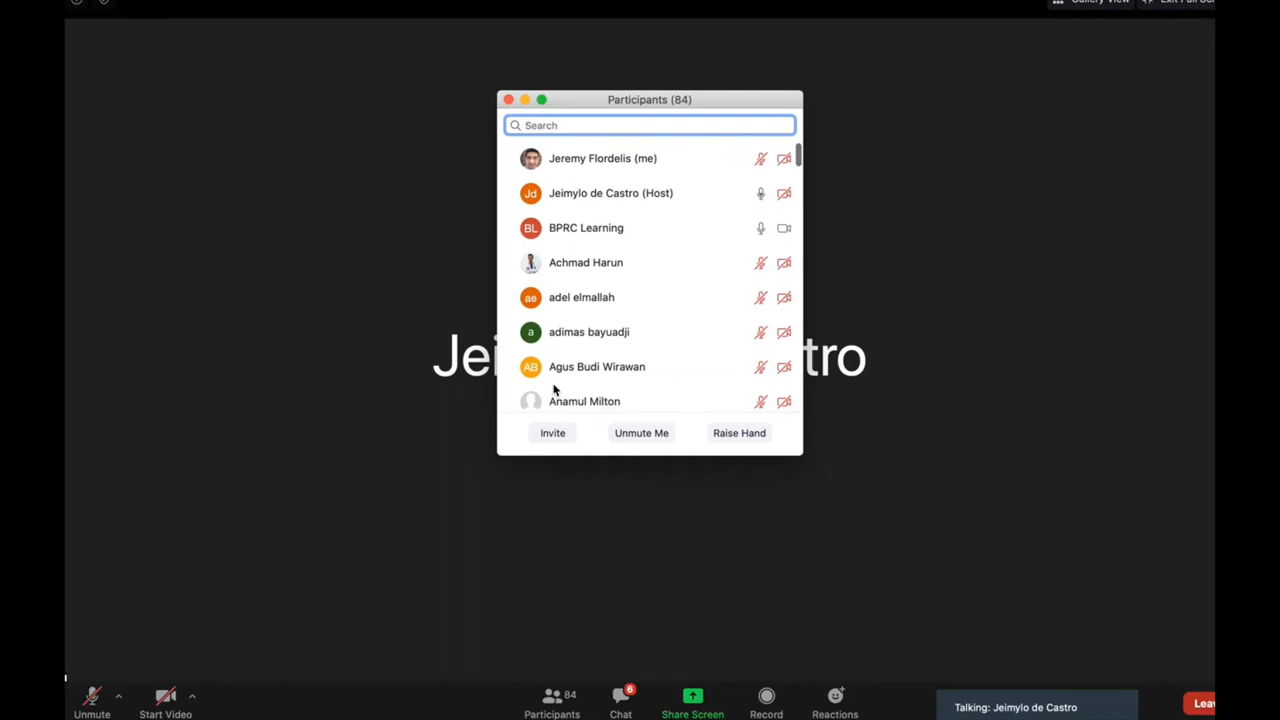 Gallery View
Participants (84)
Search
Jeremy Flordelis (me)
Jd
Jeimylo de Castro (Host)
BL
BPRC Learning
Achmad Harun
ae
adel elmallah
a
adimas bayuadji
Jei
tro
AB
Agus Budi Wirawan
Anamul Milton
Invite
Unmute Me
Raise Hand
84
6
Unmute
Start Video
Participants
Chat
Share Screen
Record
Reactions
Talking: Jeimylo de Castro
Leav